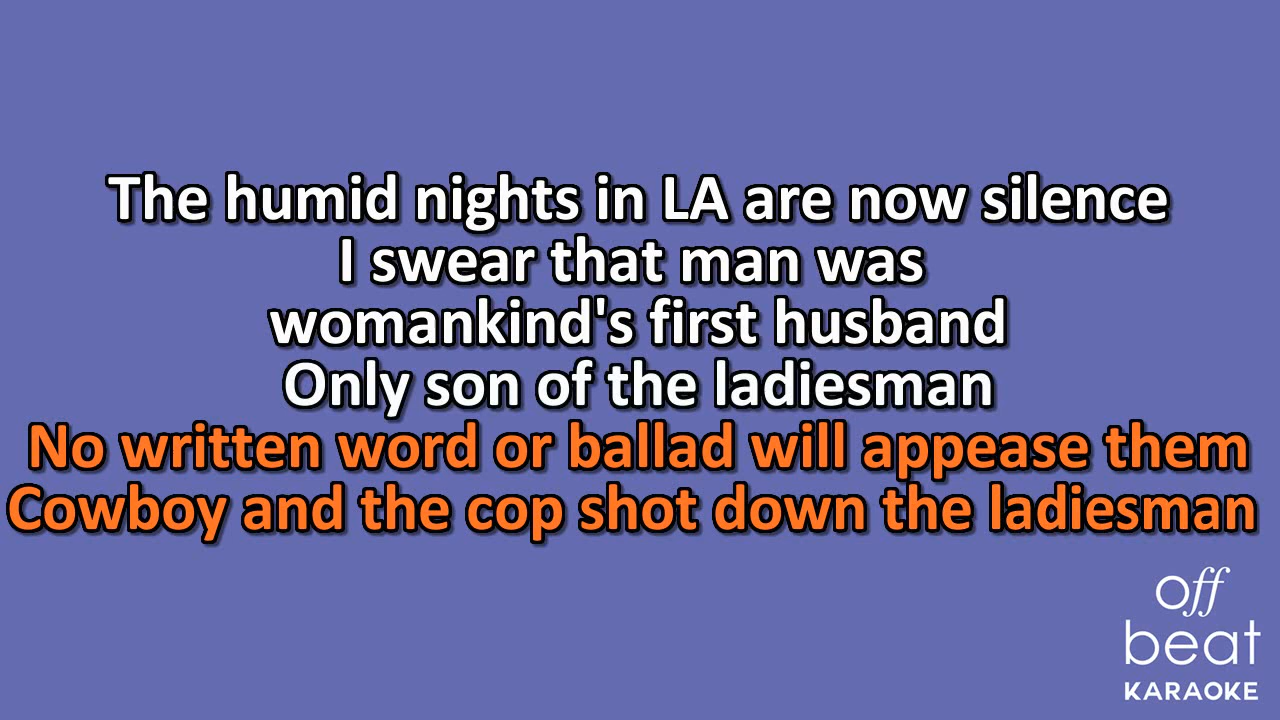 The humid nights in LA are now silence
I swear that man was
womankind's first husband
Only son of the ladiesman
No written word or ballad will appease them
Cowboy and the cop shot down the ladiesman
off
beat
KARAOKE